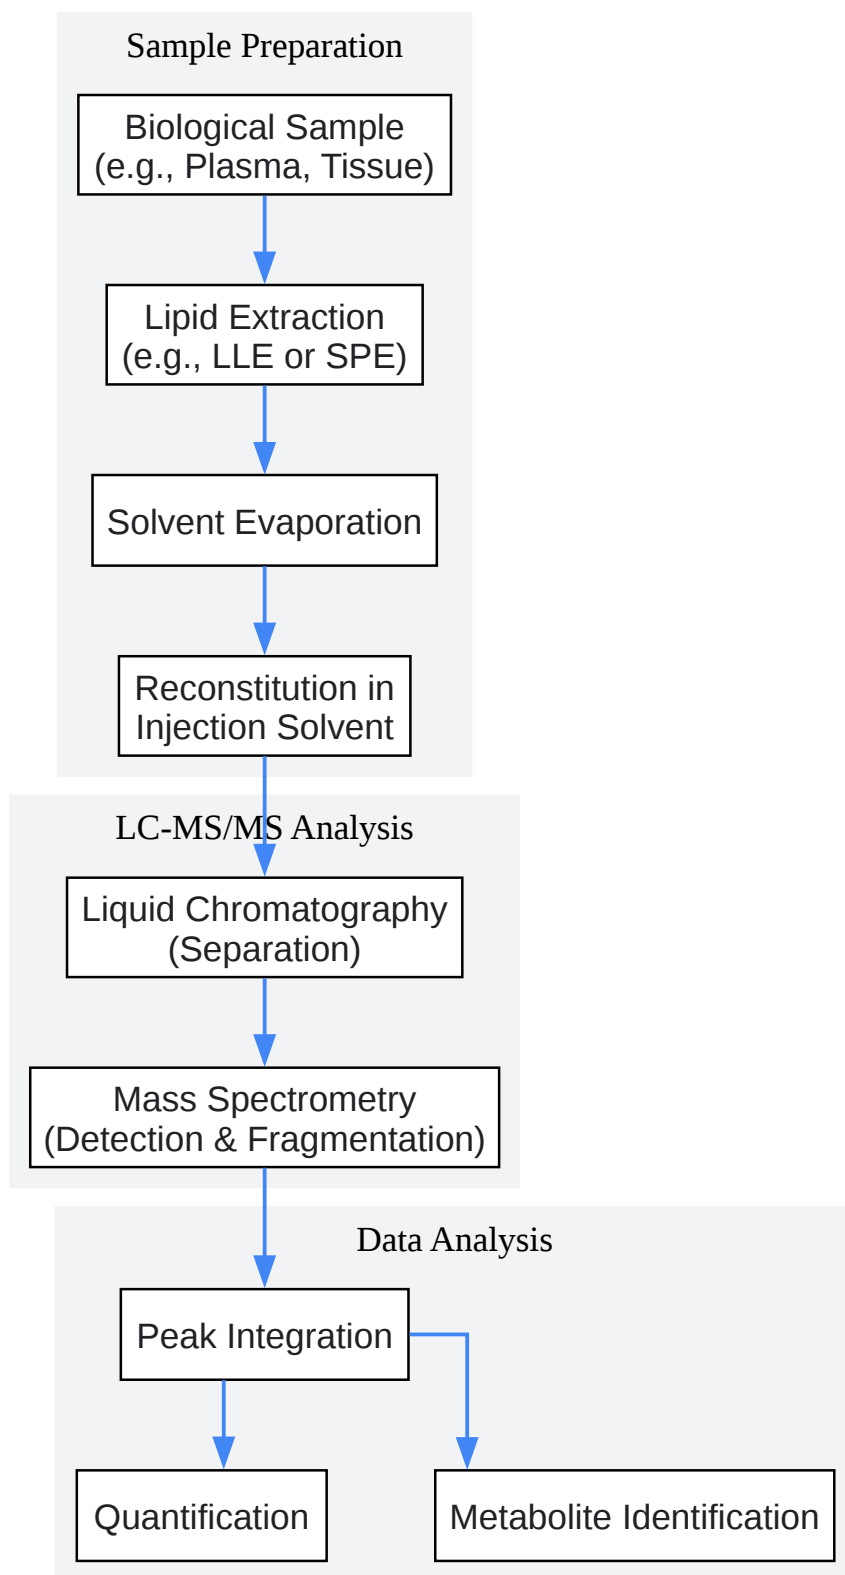 Sample Preparation
Biological Sample
(e.g., Plasma, Tissue)
Lipid Extraction
(e.g., LLE or SPE)
Solvent Evaporation
Reconstitution in
Injection Solvent
LC-MS/MS Analysis
Liquid Chromatography
(Separation)
Mass Spectrometry
(Detection & Fragmentation)
Data Analysis
Peak Integration
Quantification
Metabolite Identification